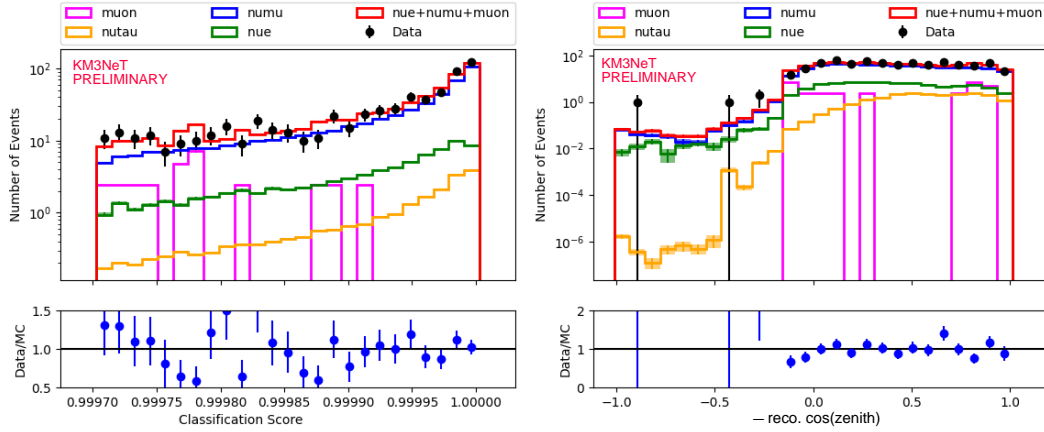 muon numu nue+numu+muon
nutau nue Data
KM3NeT
PRELIMINARY
Number of Events
10²
10¹
10⁰
Data/MC
1.5
1.0
0.5
0.99970 0.99975 0.99980 0.99985 0.99990 0.99995 1.00000
Classification Score
muon numu nue+numu+muon
nutau nue Data
KM3NeT
PRELIMINARY
Number of Events
10²
10⁰
10⁻²
10⁻⁴
10⁻⁶
Data/MC
2
1
0
−1.0 −0.5 0.0 0.5 1.0
— reco. cos(zenith)